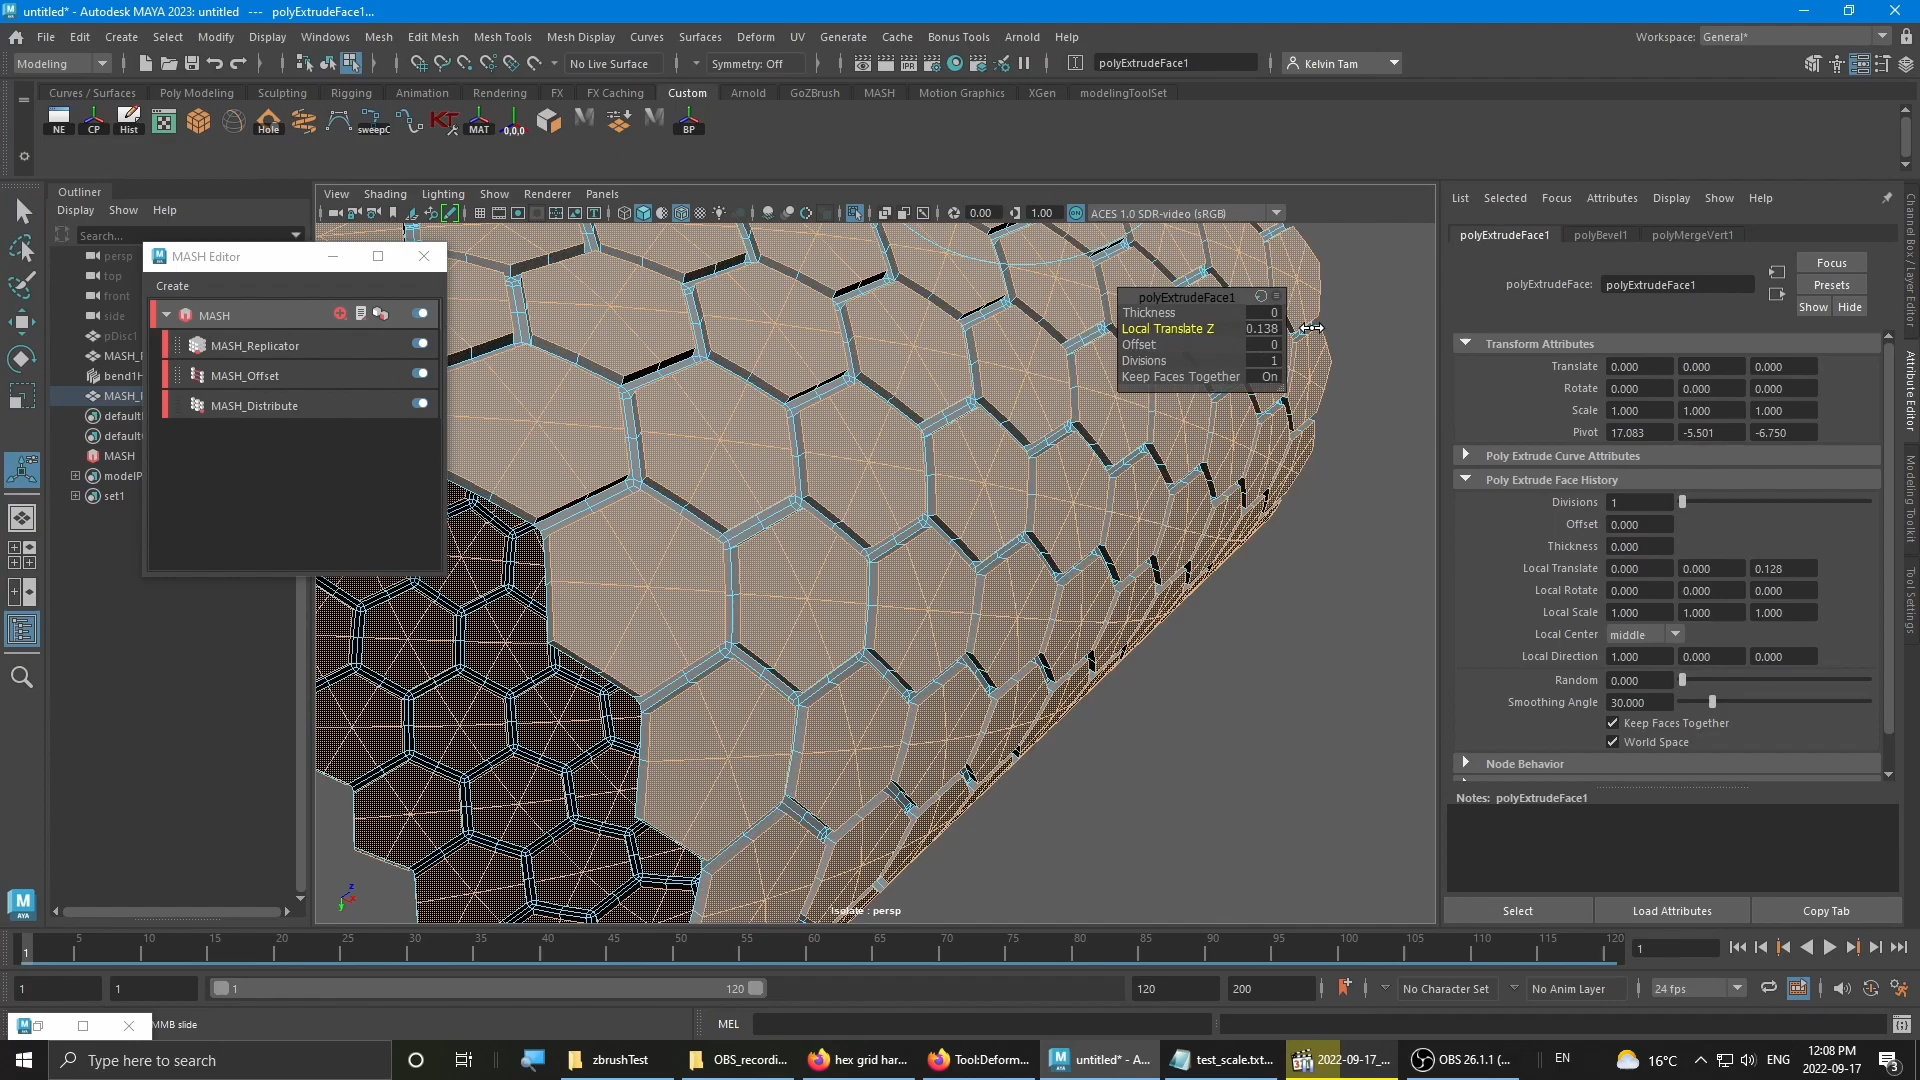 untitled* - Autodesk MAYA 2023: untitled --- polyExtrudeFace1...
File Edit Create Select Modify Display Windows Mesh Edit Mesh Mesh Tools Mesh Display Curves Surfaces Deform UV Generate Cache Bonus Tools Arnold Help
Workspace: General*
Modeling No Live Surface Symmetry: Off polyExtrudeFace1 Kelvin Tam
Curves / Surfaces Poly Modeling Sculpting Rigging Animation Rendering FX FX Caching Custom Arnold GoZBrush MASH Motion Graphics XGen modelingToolSet
NE CP Hist Hole sweepC KT MAT 0,0,0 BP
Outliner
Display Show Help
Search...
persp
top
front
side
pDisc1
MASH_
bend1H
MASH_
default
default
MASH
modelP
set1
MASH Editor
Create
MASH
MASH_Replicator
MASH_Offset
MASH_Distribute
View Shading Lighting Show Renderer Panels
0.00 1.00 ACES 1.0 SDR-video (sRGB)
polyExtrudeFace1
Thickness 0
Local Translate Z 0.138
Offset 0
Divisions 1
Keep Faces Together On
z
Isolate : persp
List Selected Focus Attributes Display Show Help
polyExtrudeFace1 polyBevel1 polyMergeVert1
Focus
polyExtrudeFace: polyExtrudeFace1 Presets
Show Hide
Transform Attributes
Translate 0.000 0.000 0.000
Rotate 0.000 0.000 0.000
Scale 1.000 1.000 1.000
Pivot 17.083 -5.501 -6.750
Poly Extrude Curve Attributes
Poly Extrude Face History
Divisions 1
Offset 0.000
Thickness 0.000
Local Translate 0.000 0.000 0.128
Local Rotate 0.000 0.000 0.000
Local Scale 1.000 1.000 1.000
Local Center middle
Local Direction 1.000 0.000 0.000
Random 0.000
Smoothing Angle 30.000
Keep Faces Together
World Space
Node Behavior
Notes: polyExtrudeFace1
Select Load Attributes Copy Tab
Channel Box / Layer Editor
Attribute Editor
Modeling Toolkit
Tool Settings
1 5 10 15 20 25 30 35 40 45 50 55 60 65 70 75 80 85 90 95 100 105 110 115 120 1
1 1 1 120 120 200 No Character Set No Anim Layer 24 fps
MMB slide MEL
Type here to search zbrushTest OBS_recordi... hex grid har... Tool:Deform... untitled* - A... test_scale.txt... 2022-09-17_... OBS 26.1.1 (... EN 16°C ENG 12:08 PM
2022-09-17
3